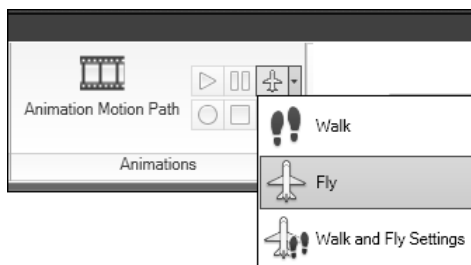 Animation Motion Path
Animations
Walk
Fly
Walk and Fly Settings